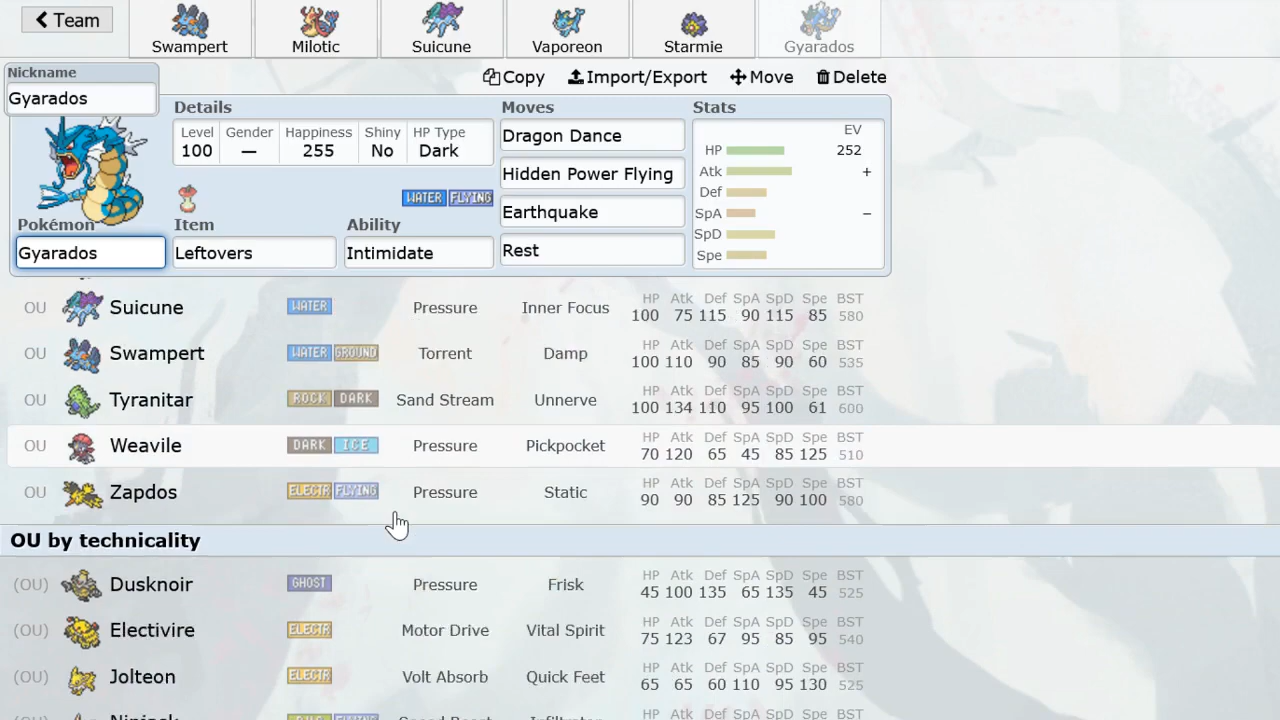 Team
Swampert
Milotic
Suicune
Vaporeon
Starmie
Gyarados
Nickname
Gyarados
Copy Import/Export Move Delete
Details
Level Gender Happiness Shiny HP Type
100 — 255 No Dark
WATER FLYING
Pokémon
Gyarados
Item
Leftovers
Ability
Intimidate
Moves
Dragon Dance
Hidden Power Flying
Earthquake
Rest
Stats
EV
HP 252
Atk +
Def
SpA −
SpD
Spe
OU Suicune WATER Pressure Inner Focus HP 100 Atk 75 Def 115 SpA 90 SpD 115 Spe 85 BST 580
OU Swampert WATER GROUND Torrent Damp HP 100 Atk 110 Def 90 SpA 85 SpD 90 Spe 60 BST 535
OU Tyranitar ROCK DARK Sand Stream Unnerve HP 100 Atk 134 Def 110 SpA 95 SpD 100 Spe 61 BST 600
OU Weavile DARK ICE Pressure Pickpocket HP 70 Atk 120 Def 65 SpA 45 SpD 85 Spe 125 BST 510
OU Zapdos ELECTR FLYING Pressure Static HP 90 Atk 90 Def 85 SpA 125 SpD 90 Spe 100 BST 580
OU by technicality
(OU) Dusknoir GHOST Pressure Frisk HP 45 Atk 100 Def 135 SpA 65 SpD 135 Spe 45 BST 525
(OU) Electivire ELECTR Motor Drive Vital Spirit HP 75 Atk 123 Def 67 SpA 95 SpD 85 Spe 95 BST 540
(OU) Jolteon ELECTR Volt Absorb Quick Feet HP 65 Atk 65 Def 60 SpA 110 SpD 95 Spe 130 BST 525
HP Atk Def SpA SpD Spe BST